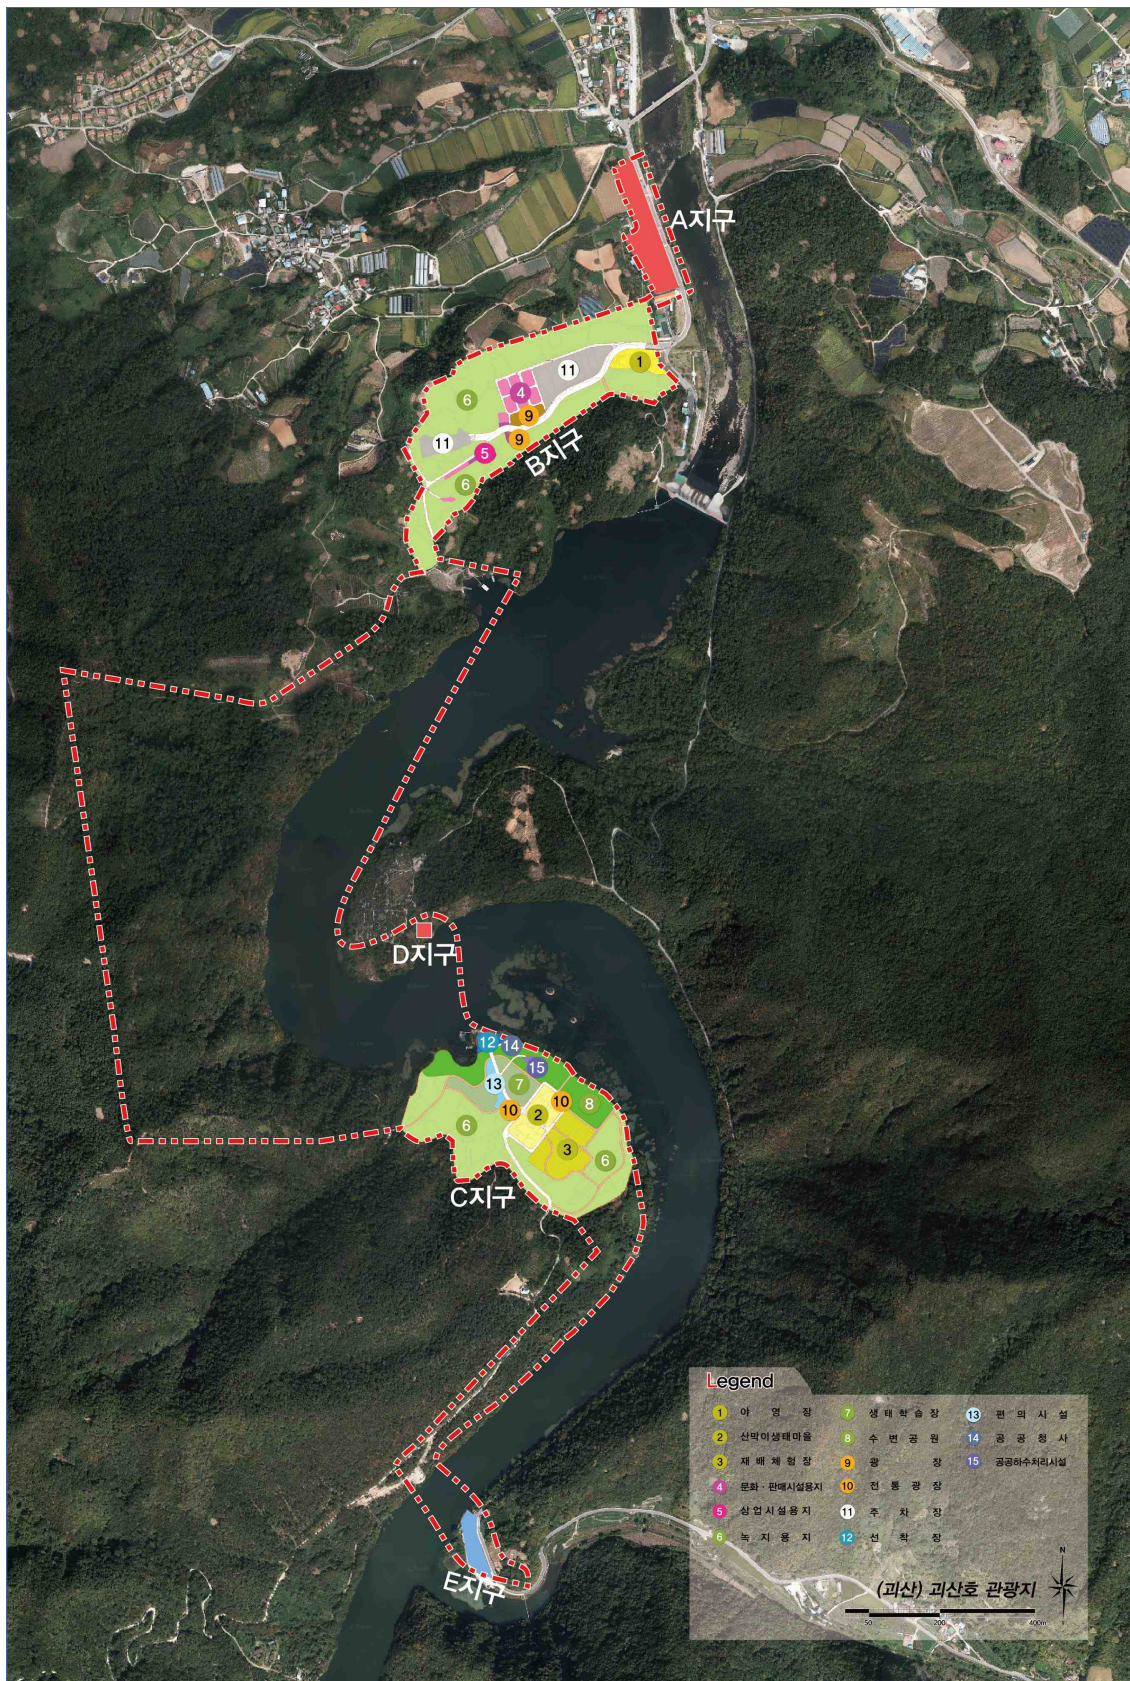 A지구
1
11
4
6
9
11
9
5
B지구
6
D지구
12
14
15
13
7
10
10
8
2
6
3
6
C지구
E지구
Legend
1 야영장
2 산막이생태마을
3 재배체험장
4 문화·판매시설용지
5 상업시설용지
6 녹지용지
7 생태학습장
8 수변공원
9 광장
10 전통광장
11 주차장
12 선착장
13 편의시설
14 공공청사
15 공공하수처리시설
N
(괴산) 괴산호 관광지
50 200 400m